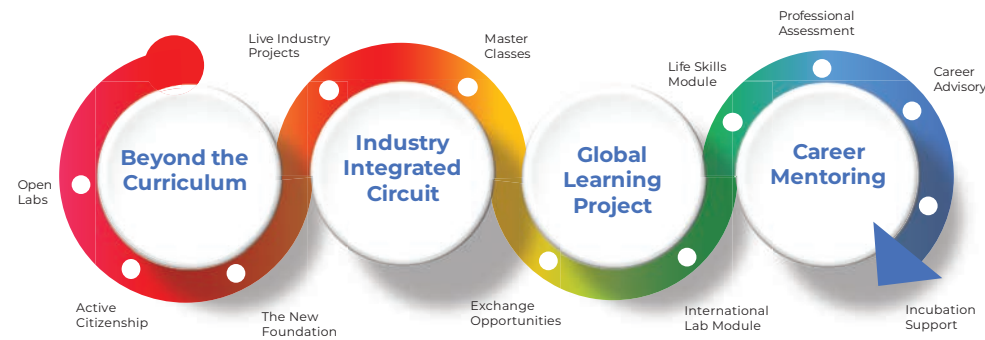 Open
Labs
Beyond the
Curriculum
Active
Citizenship
The New
Foundation
Live Industry
Projects
Industry
Integrated
Circuit
Master
Classes
Exchange
Opportunities
Global
Learning
Project
International
Lab Module
Life Skills
Module
Professional
Assessment
Career
Mentoring
Career
Advisory
Incubation
Support